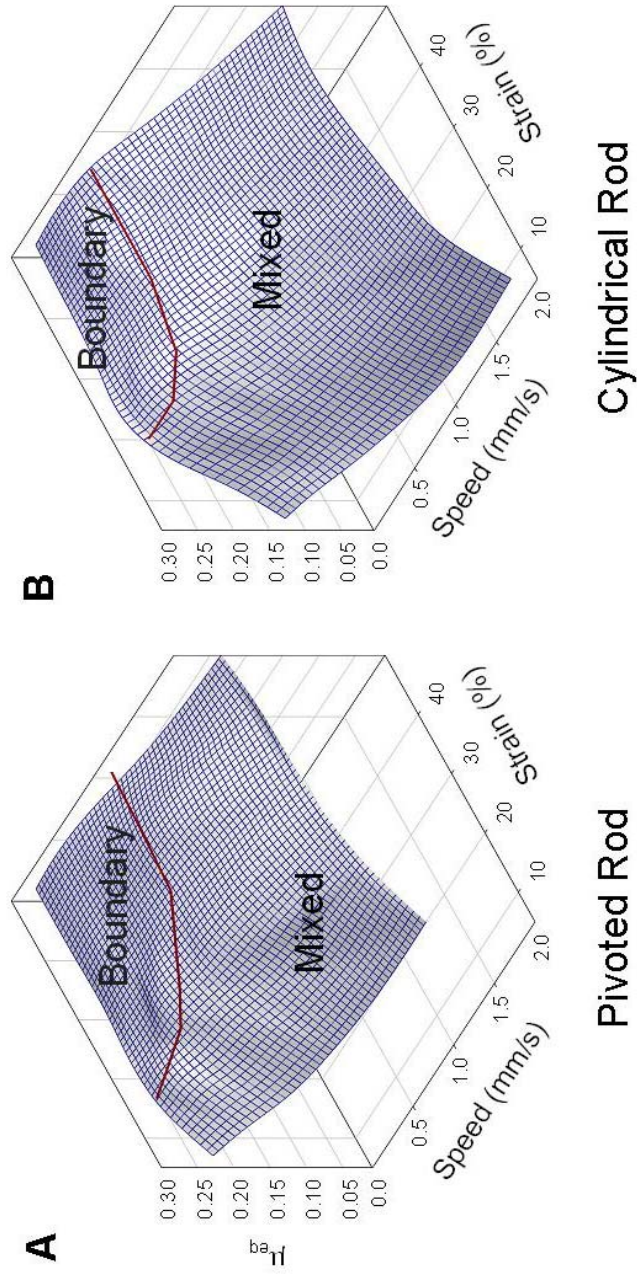 A
μeq
0.30
0.25
0.20
0.15
0.10
0.05
0.0
0.5
1.0
1.5
2.0
Speed (mm/s)
10
20
30
40
Strain (%)
Boundary
Mixed
Pivoted Rod
B
0.30
0.25
0.20
0.15
0.10
0.05
0.0
0.5
1.0
1.5
2.0
Speed (mm/s)
10
20
30
40
Strain (%)
Boundary
Mixed
Cylindrical Rod